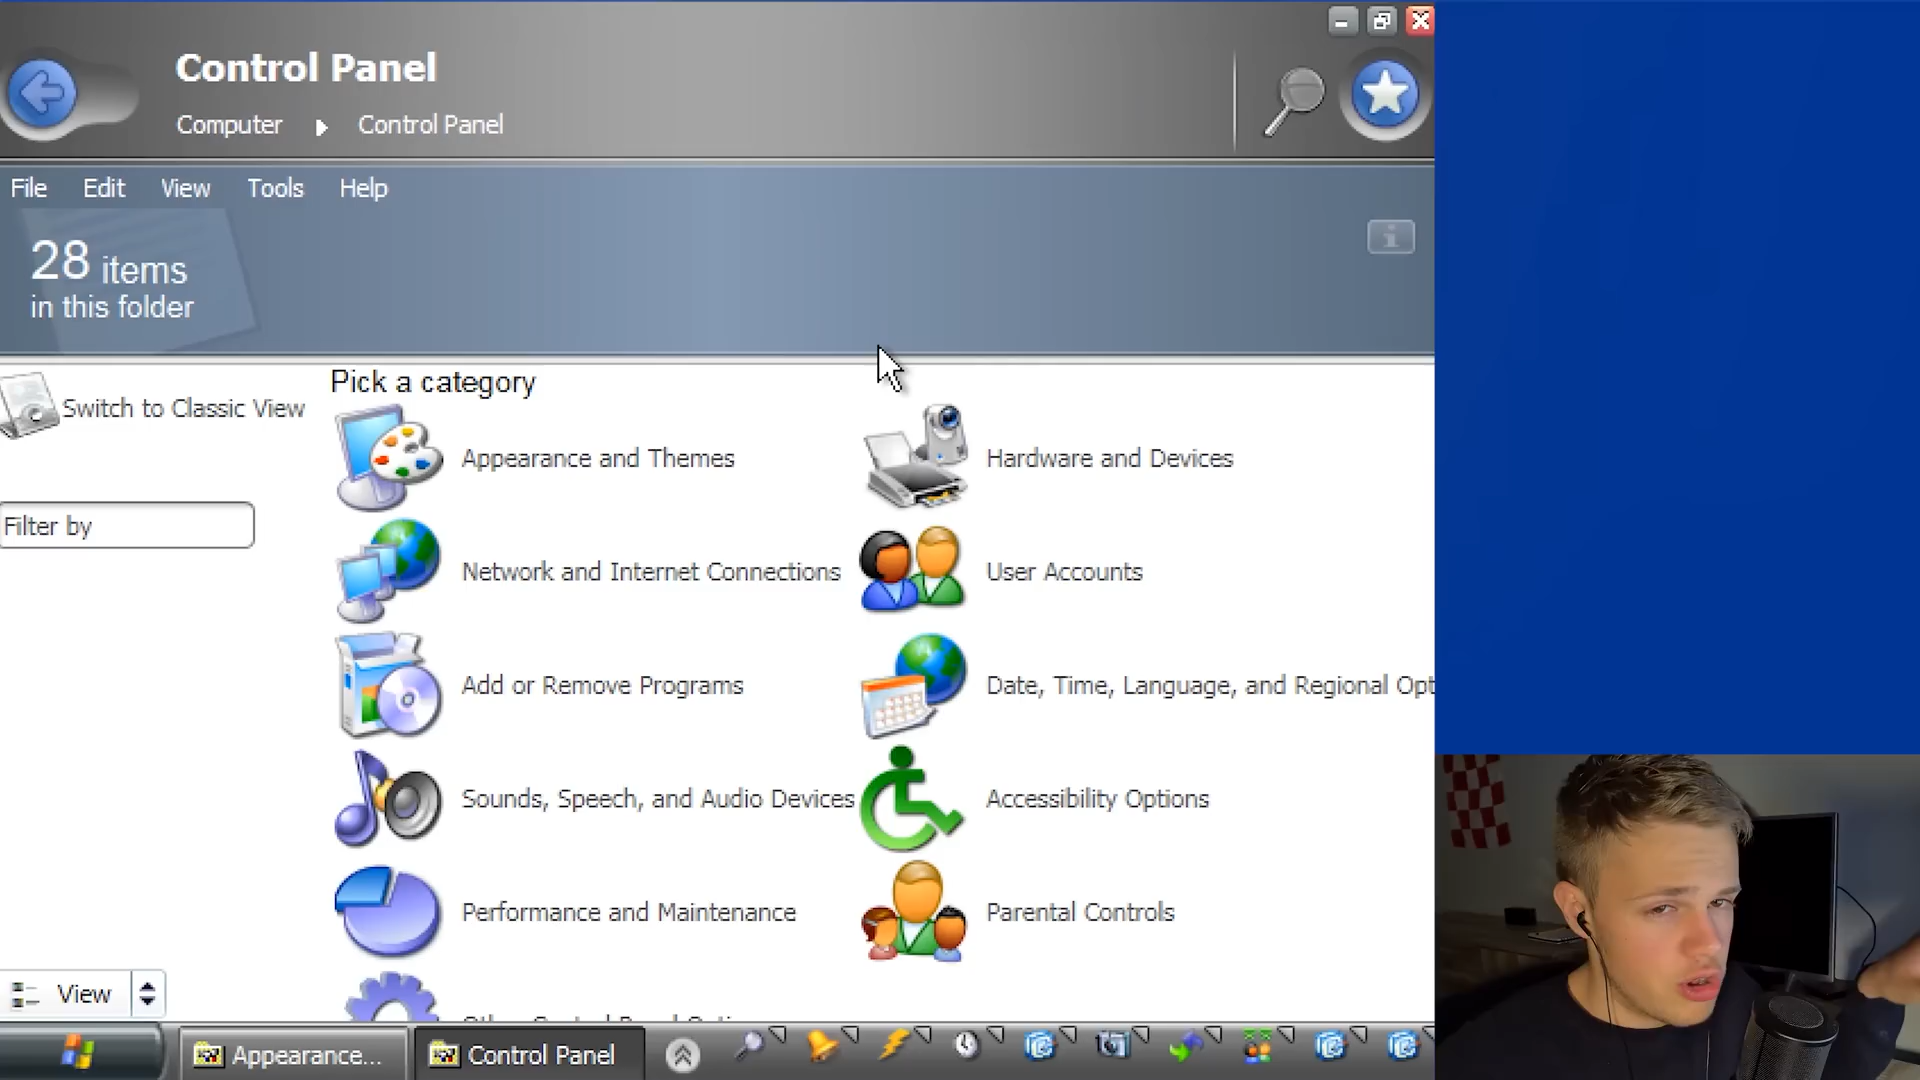 Control Panel
Computer Control Panel
File Edit View Tools Help
28 items
in this folder
Pick a category
Switch to Classic View
Filter by
Appearance and Themes
Hardware and Devices
Network and Internet Connections
User Accounts
Add or Remove Programs
Date, Time, Language, and Regional Opt
Sounds, Speech, and Audio Devices
Accessibility Options
Performance and Maintenance
Parental Controls
View
Appearance...
Control Panel